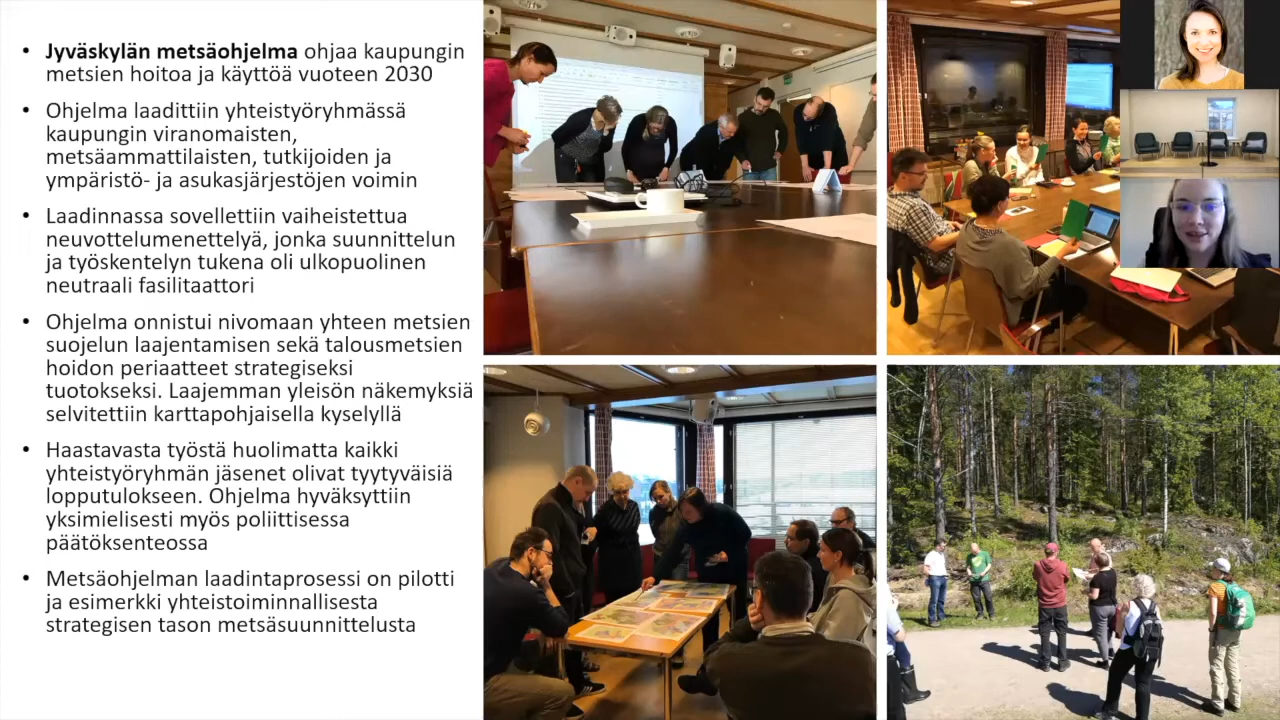 • Jyväskylän metsäohjelma ohjaa kaupungin
metsien hoitoa ja käyttöä vuoteen 2030
• Ohjelma laadittiin yhteistyöryhmässä
kaupungin viranomaisten,
metsäammattilaisten, tutkijoiden ja
ympäristö- ja asukasjärjestöjen voimin
• Laadinnassa sovellettiin vaiheistettua
neuvottelumenettelyä, jonka suunnittelun
ja työskentelyn tukena oli ulkopuolinen
neutraali fasilitaattori
• Ohjelma onnistui nivomaan yhteen metsien
suojelun laajentamisen sekä talousmetsien
hoidon periaatteet strategiseksi
tuotokseksi. Laajemman yleisön näkemyksiä
selvitettiin karttapohjaisella kyselyllä
• Haastavasta työstä huolimatta kaikki
yhteistyöryhmän jäsenet olivat tyytyväisiä
lopputulokseen. Ohjelma hyväksyttiin
yksimielisesti myös poliittisessa
päätöksenteossa
• Metsäohjelman laadintaprosessi on pilotti
ja esimerkki yhteistoiminnallisesta
strategisen tason metsäsuunnittelusta